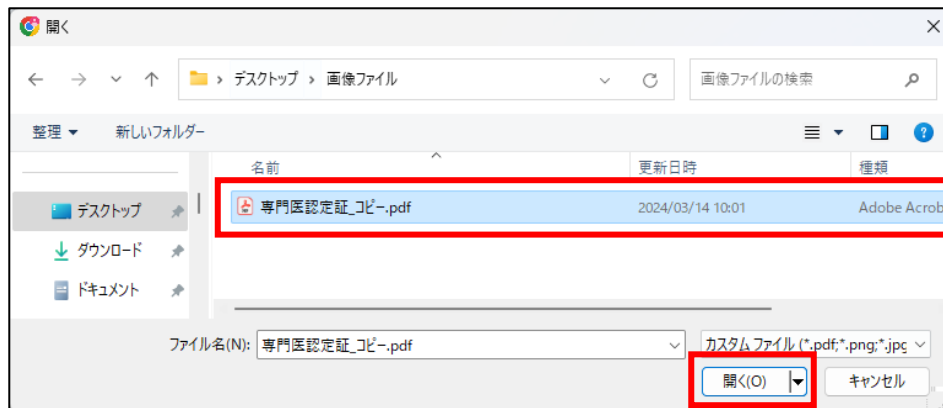 開く
デスクトップ › 画像ファイル
画像ファイルの検索
整理
新しいフォルダー
名前 更新日時 種類
デスクトップ
専門医認定証_コピー.pdf 2024/03/14 10:01 Adobe Acrob
ダウンロード
ドキュメント
ファイル名(N): 専門医認定証_コピー.pdf
カスタム ファイル (*.pdf;*.png;*.jpg
開く(O)
キャンセル